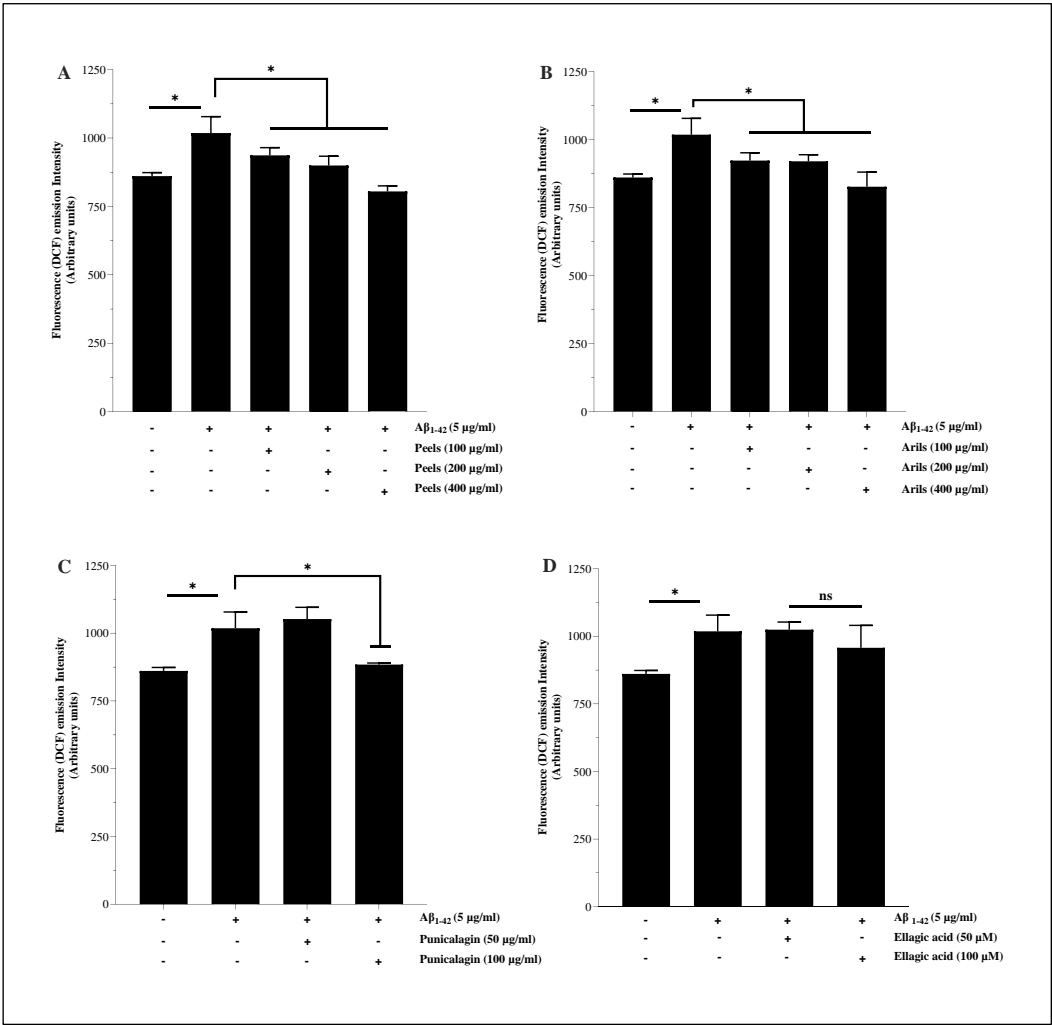 A
Fluorescence (DCF) emission Intensity
(Arbitrary units)
1250
1000
750
500
250
0
*
*
- + + + + Aβ1-42 (5 μg/ml)
- - + - - Peels (100 μg/ml)
- - - + - Peels (200 μg/ml)
- - - - + Peels (400 μg/ml)
B
Fluorescence (DCF) emission Intensity
(Arbitrary units)
1250
1000
750
500
250
0
*
*
- + + + + Aβ1-42 (5 μg/ml)
- - + - - Arils (100 μg/ml)
- - - + - Arils (200 μg/ml)
- - - - + Arils (400 μg/ml)
C
Fluorescence (DCF) emission Intensity
(Arbitrary units)
1250
1000
750
500
250
0
*
*
- + + + Aβ1-42 (5 μg/ml)
- - + - Punicalagin (50 μg/ml)
- - - + Punicalagin (100 μg/ml)
D
Fluorescence (DCF) emission Intensity
(Arbitrary units)
1250
1000
750
500
250
0
*
ns
- + + + Aβ 1-42 (5 μg/ml)
- - + - Ellagic acid (50 μM)
- - - + Ellagic acid (100 μM)